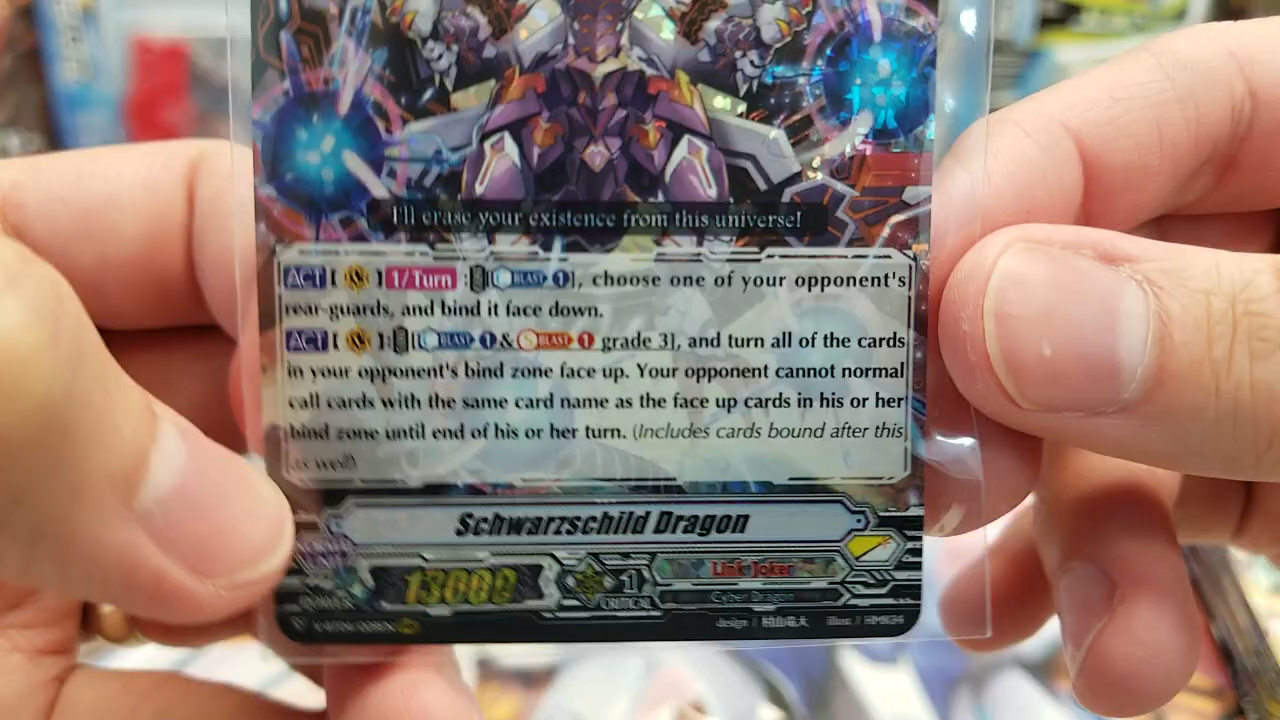 I'll erase your existence from this universe!
ACT [ ] 1/Turn :[BLAST 1], choose one of your opponent's
rear-guards, and bind it face down.
ACT [ ]:[BLAST 1 & BLAST 1 grade 3], and turn all of the cards
in your opponent's bind zone face up. Your opponent cannot normal
call cards with the same card name as the face up cards in his or her
bind zone until end of his or her turn. (Includes cards bound after this
as well)
Schwarzschild Dragon
13000
1
CRITICAL
Link Joker
Cyber Dragon
design / illust / HMK84